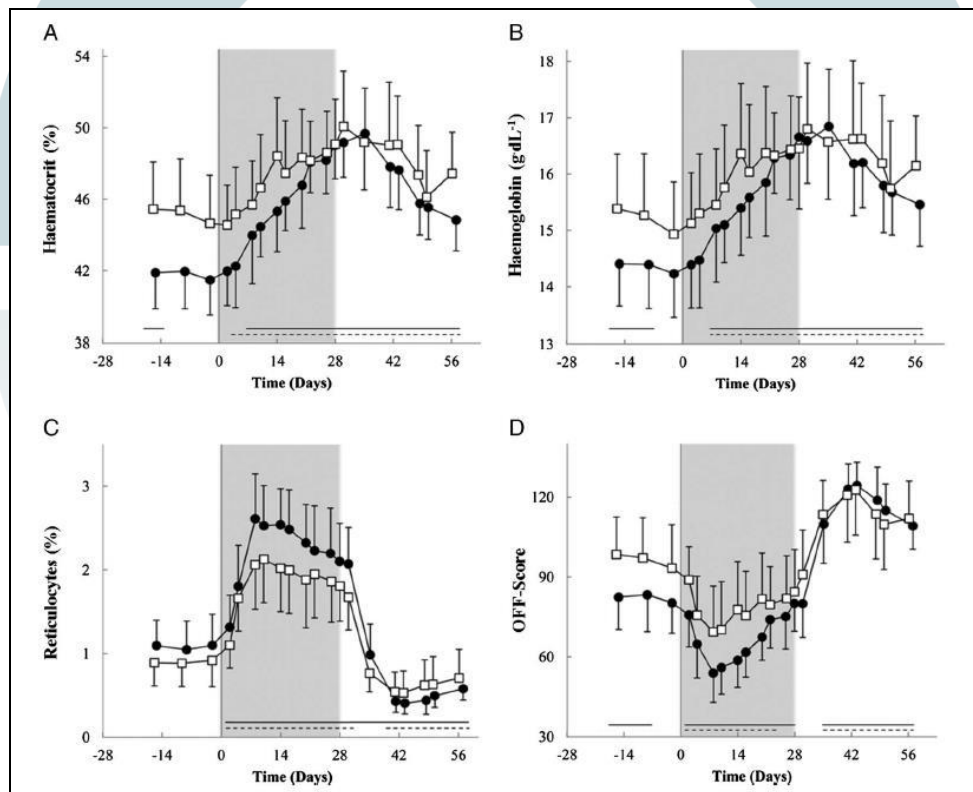 A
Haematocrit (%)
54
50
46
42
38
-28 -14 0 14 28 42 56
Time (Days)
B
Haemoglobin (g·dL-1)
18
17
16
15
14
13
-28 -14 0 14 28 42 56
Time (Days)
C
Reticulocytes (%)
3
2
1
0
-28 -14 0 14 28 42 56
Time (Days)
D
OFF-Score
120
90
60
30
-28 -14 0 14 28 42 56
Time (Days)